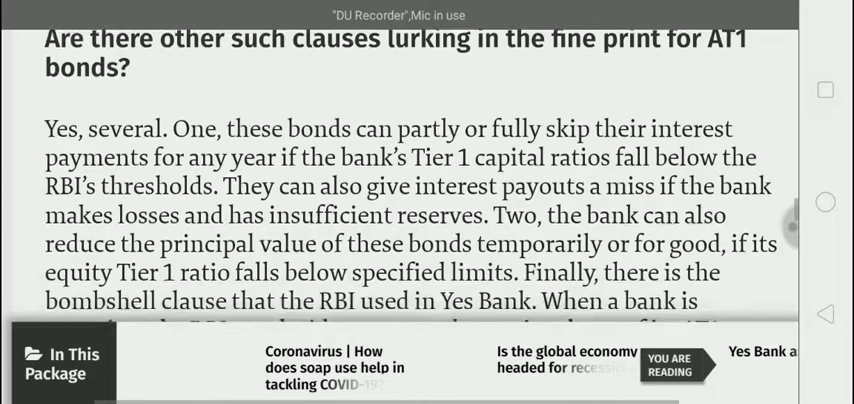 "DU Recorder",Mic in use
Are there other such clauses lurking in the fine print for AT1
bonds?
Yes, several. One, these bonds can partly or fully skip their interest
payments for any year if the bank’s Tier 1 capital ratios fall below the
RBI’s thresholds. They can also give interest payouts a miss if the bank
makes losses and has insufficient reserves. Two, the bank can also
reduce the principal value of these bonds temporarily or for good, if its
equity Tier 1 ratio falls below specified limits. Finally, there is the
bombshell clause that the RBI used in Yes Bank. When a bank is
In This
Package
Coronavirus | How
does soap use help in
tackling COVID-19?
Is the global economy
headed for recession
YOU ARE
READING
Yes Bank a